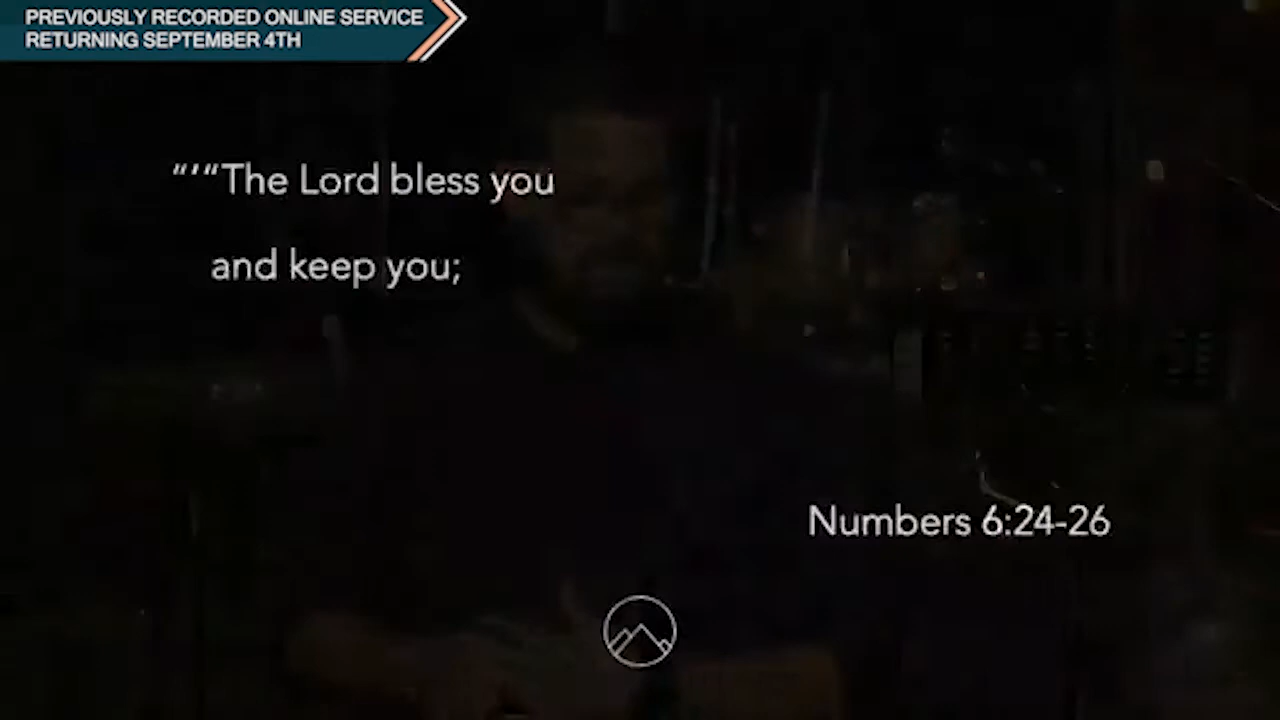 PREVIOUSLY RECORDED ONLINE SERVICE
RETURNING SEPTEMBER 4TH
“‘“The Lord bless you
and keep you;
Numbers 6:24-26